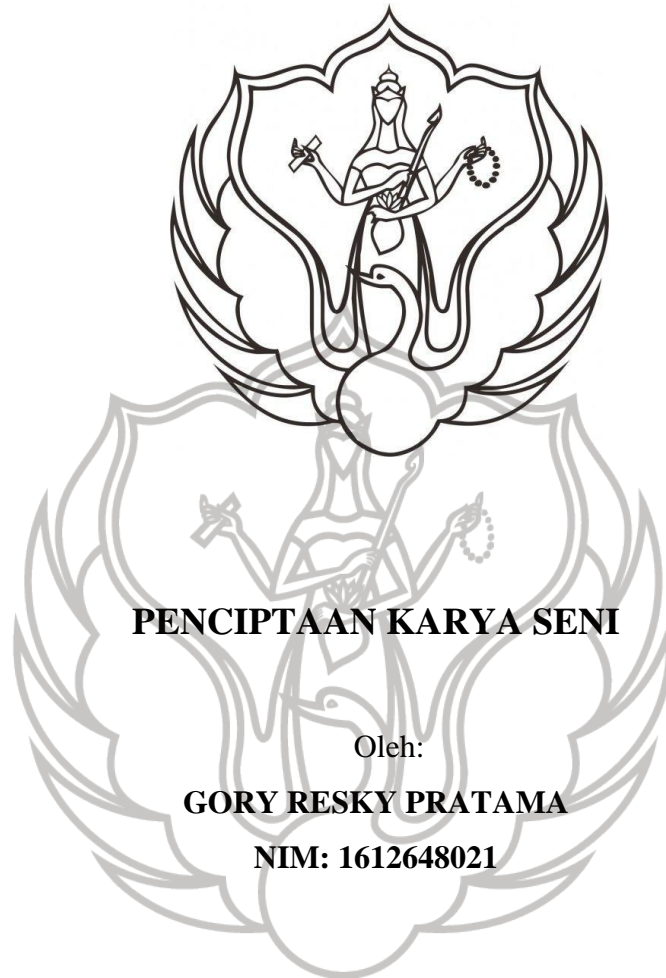 PENCIPTAAN KARYA SENI
Oleh:
GORY RESKY PRATAMA
NIM: 1612648021